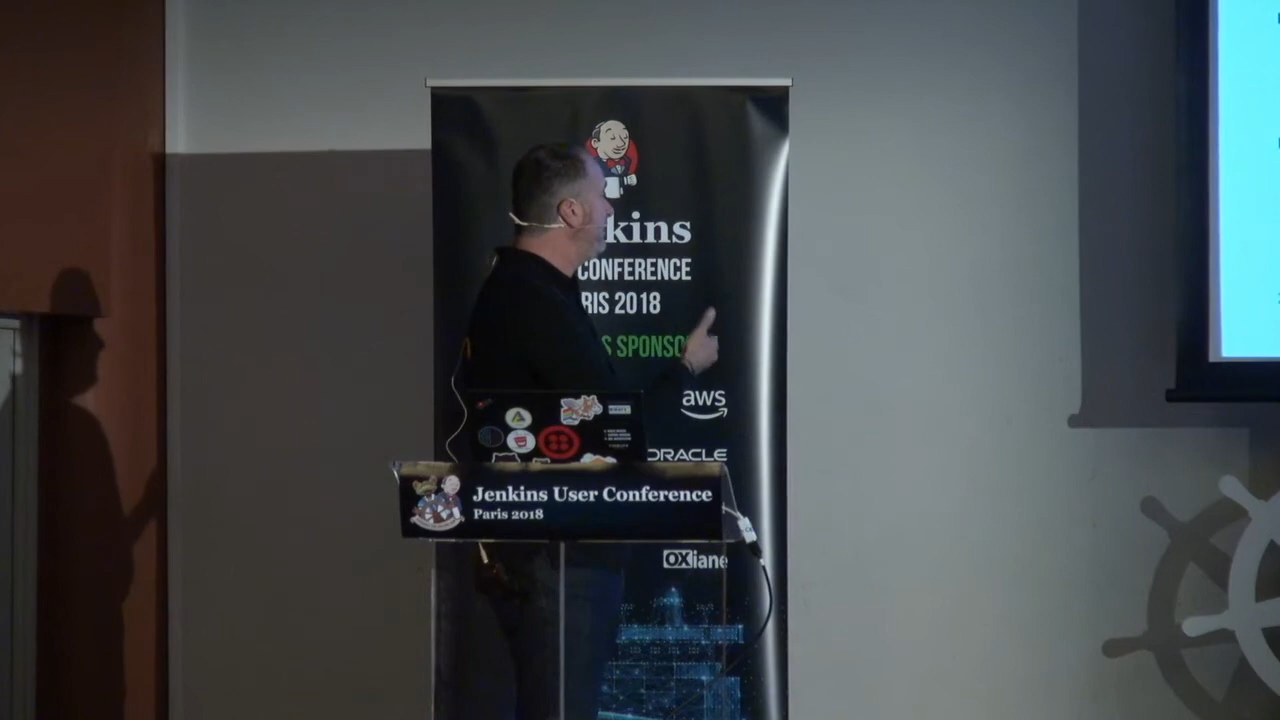 kins
CONFERENCE
RIS 2018
S SPONSO
aws
ORACLE
Jenkins User Conference
Paris 2018
OXiane